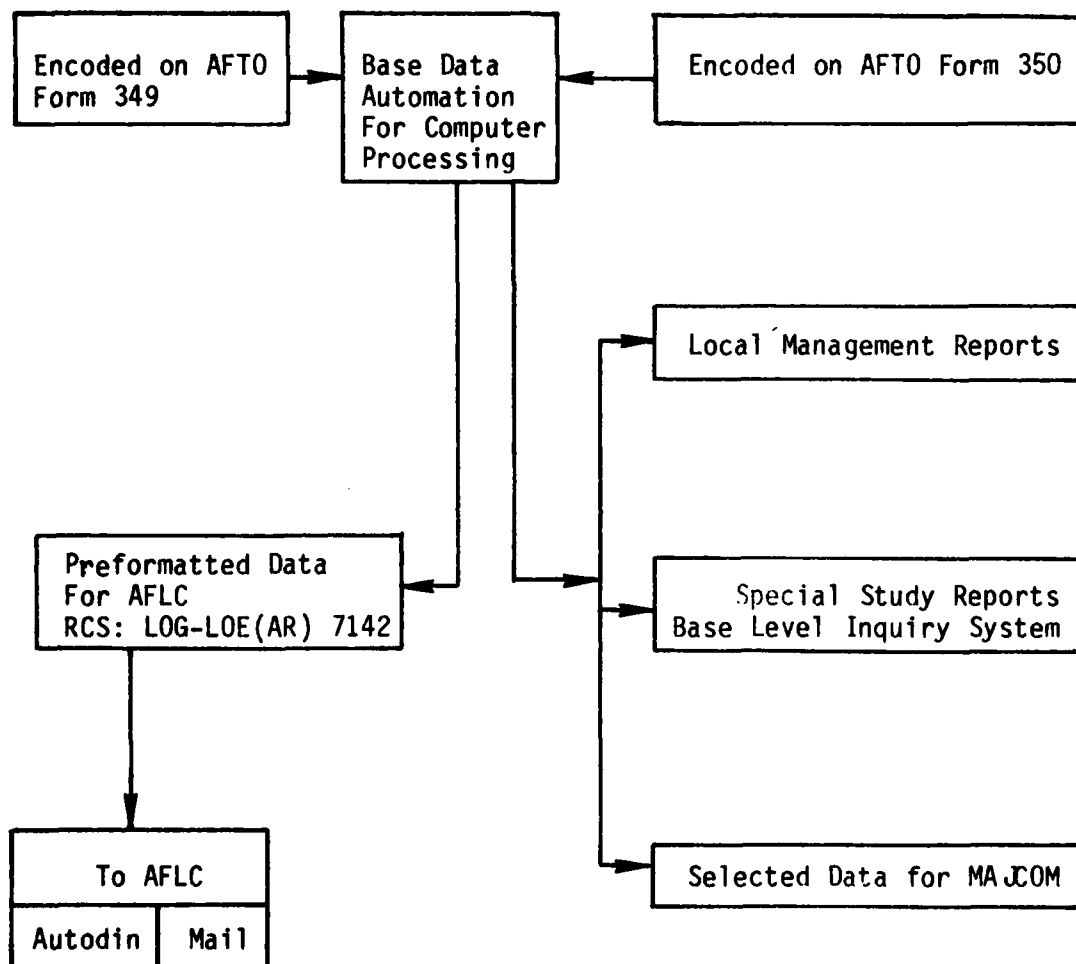 Encoded on AFTO
Form 349
Base Data
Automation
For Computer
Processing
Encoded on AFTO Form 350
Local Management Reports
Preformatted Data
For AFLC
RCS: LOG-LOE(AR) 7142
Special Study Reports
Base Level Inquiry System
To AFLC
Autodin
Mail
Selected Data for MAJCOM